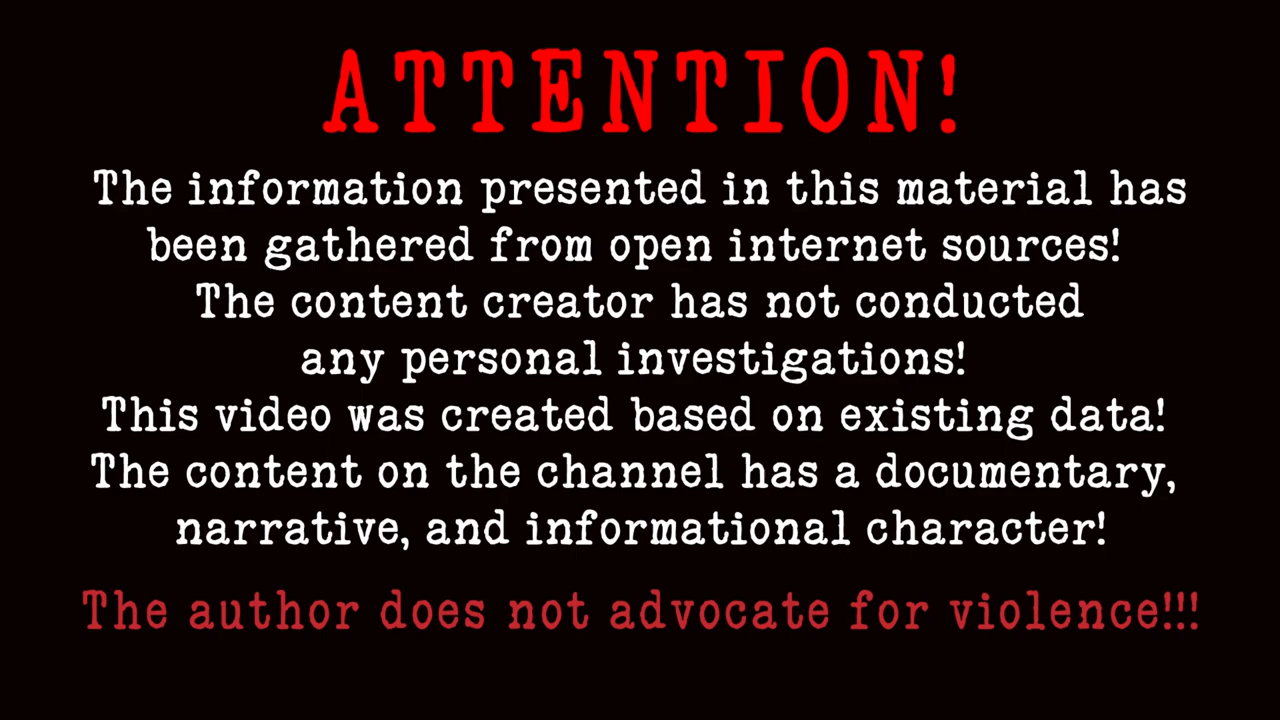 ATTENTION!
The information presented in this material has
been gathered from open internet sources!
The content creator has not conducted
any personal investigations!
This video was created based on existing data!
The content on the channel has a documentary,
narrative, and informational character!
The author does not advocate for violence!!!